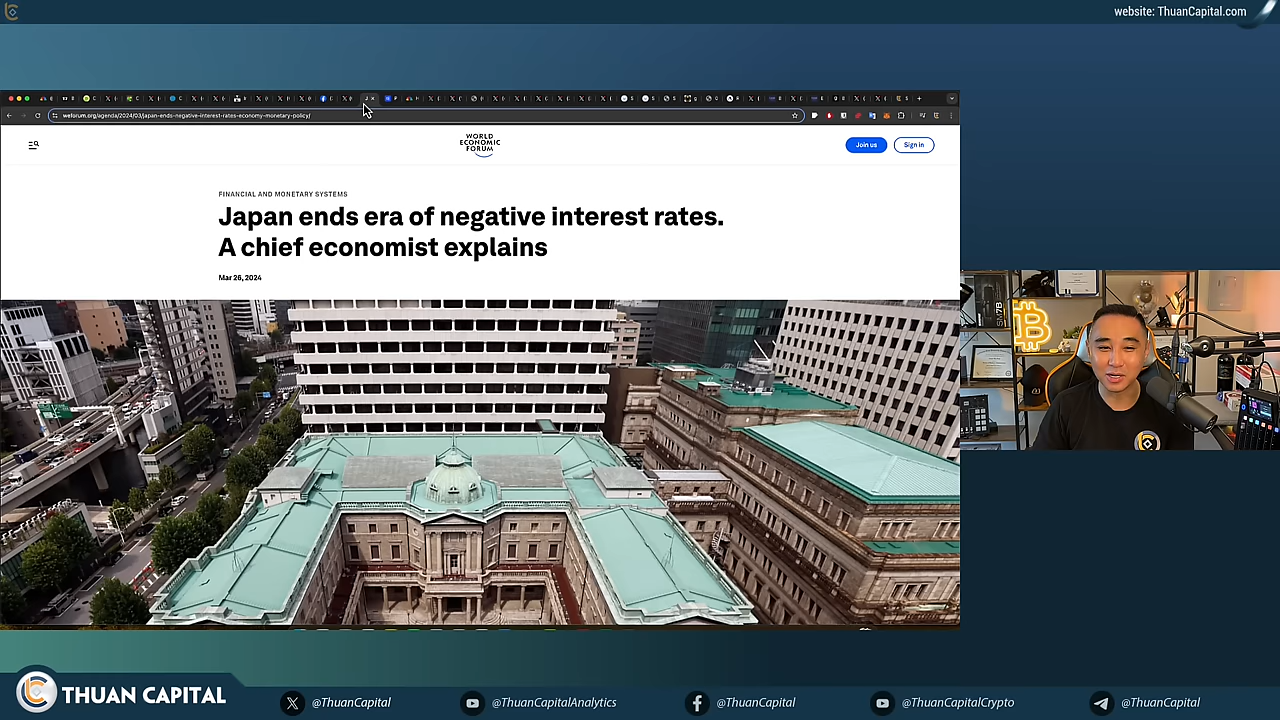 website: ThuanCapital.com
weforum.org/agenda/2024/03/japan-ends-negative-interest-rates-economy-monetary-policy/
WORLD
ECONOMIC
FORUM
Join us
Sign in
FINANCIAL AND MONETARY SYSTEMS
Japan ends era of negative interest rates.
A chief economist explains
Mar 26, 2024
SM7B
THUAN CAPITAL
@ThuanCapital
@ThuanCapitalAnalytics
@ThuanCapital
@ThuanCapitalCrypto
@ThuanCapital